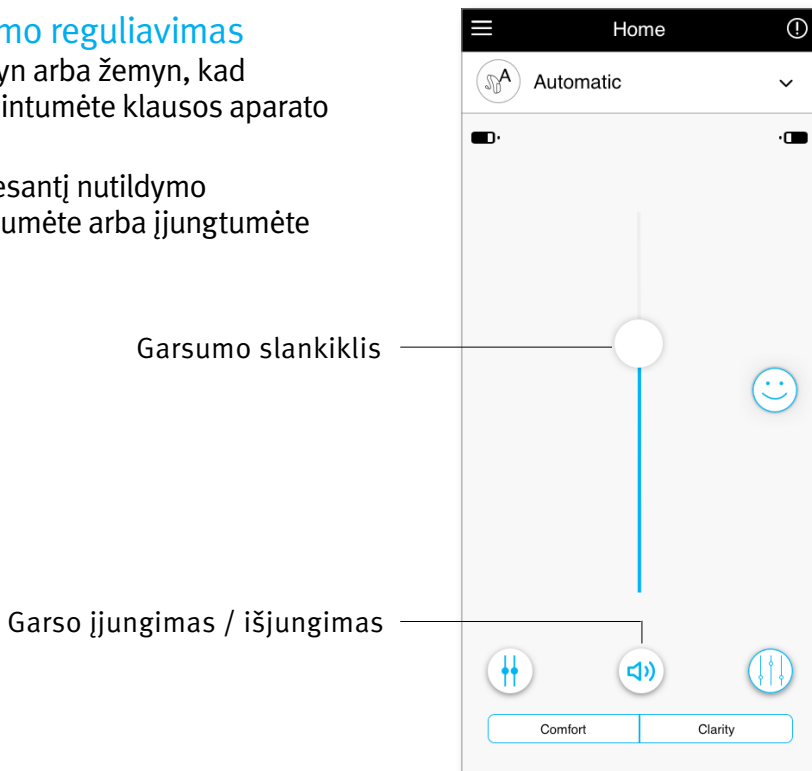 mo reguliavimas
yn arba žemyn, kad
intumėte klausos aparato
esantį nutildymo
umėte arba įjungtumėte
Garsumo slankiklis
Garso įjungimas / išjungimas
Home
A Automatic
Comfort Clarity